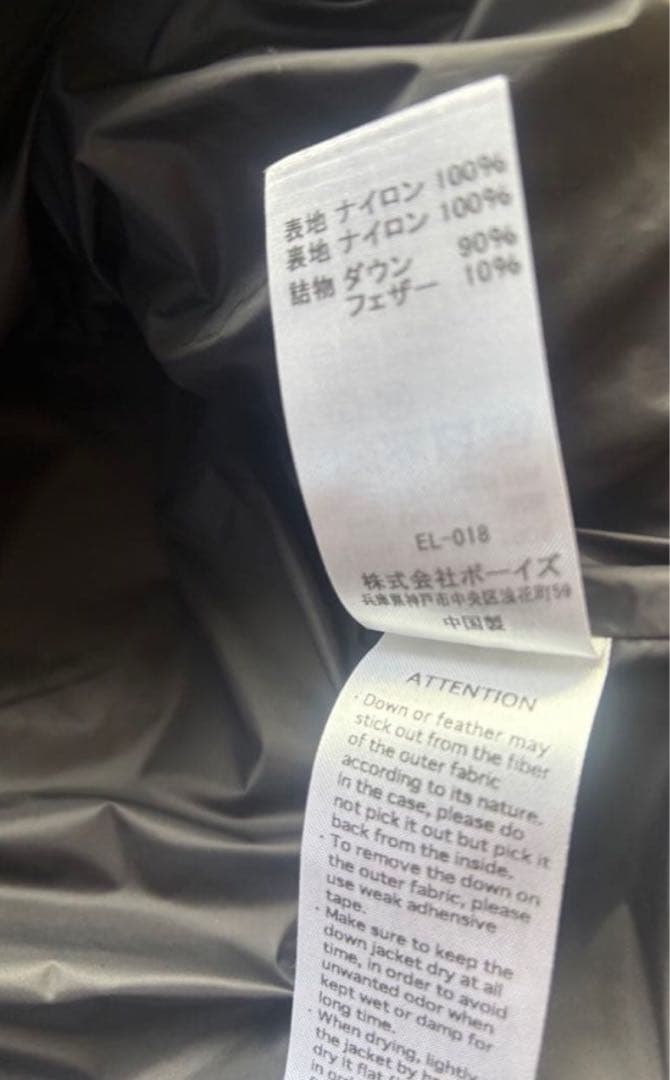 表地 ナイロン 100%
表地 ナイロン 100%
詰物 ダウン 90%
フェザー 10%
EL-018
株式会社ボーイズ
兵庫県神戸市中央区浪花町59
中国製
ATTENTION
・Down or feather may
stick out from the fiber
of the outer fabric
according to its nature.
In the case, please do
not pick it out but pick it
back from the inside.
・To remove the down on
the outer fabric, please
use weak adhensive
tape.
・Make sure to keep the
down jacket dry at all
time, in order to avoid
unwanted odor when
kept wet or damp for
long time.
・When drying, lightly
the jacket by
dry it flat
in